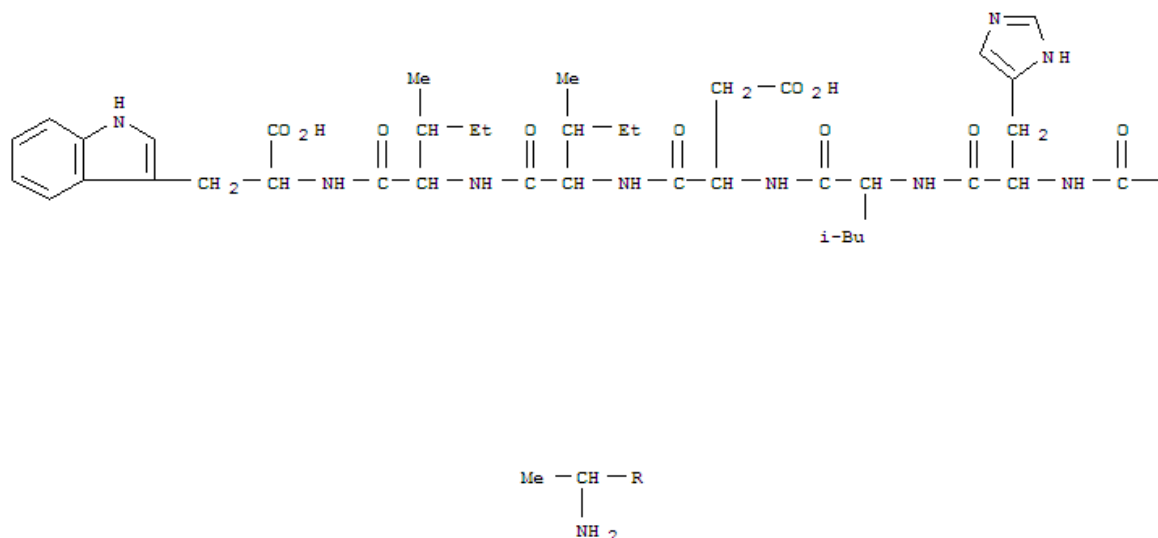 N
N H
Me Me
CH2 CO2H
H
N
CO2H O CH Et O CH Et O O O CH2 O
CH2 CH NH C CH NH C CH NH C CH NH C CH NH C CH NH C
i-Bu
Me CH R
NH2